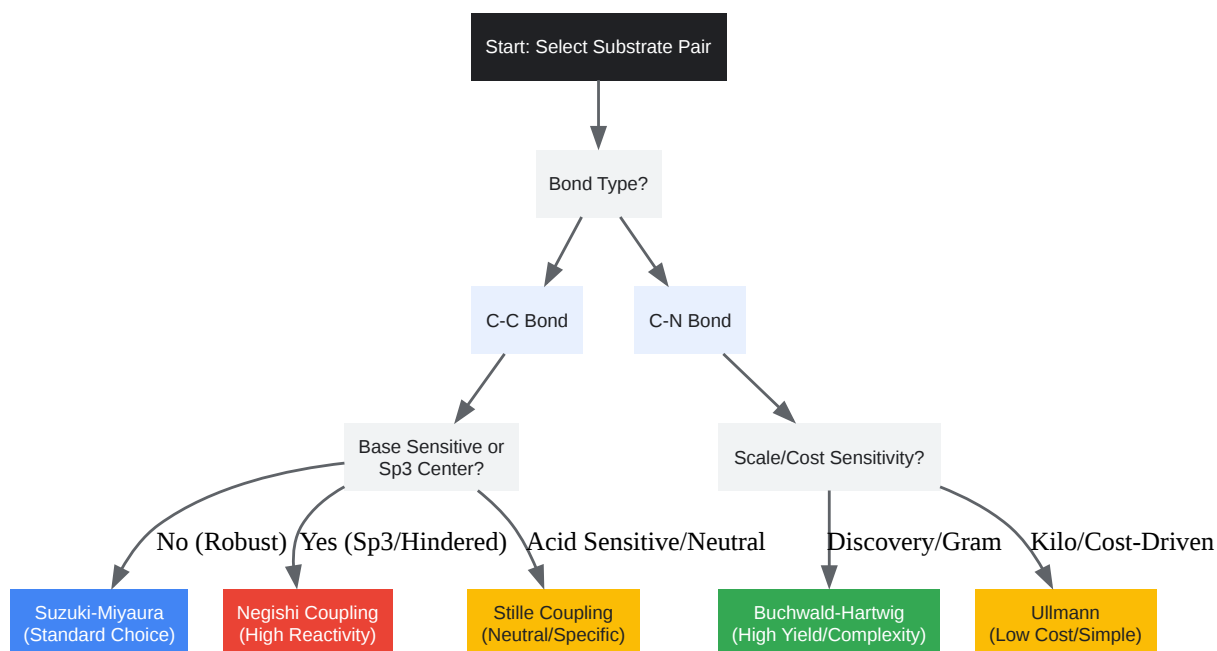 Start: Select Substrate Pair
Bond Type?
C-C Bond
C-N Bond
Base Sensitive or
Sp3 Center?
Scale/Cost Sensitivity?
No (Robust)
Yes (Sp3/Hindered)
Acid Sensitive/Neutral
Discovery/Gram
Kilo/Cost-Driven
Suzuki-Miyaura
(Standard Choice)
Negishi Coupling
(High Reactivity)
Stille Coupling
(Neutral/Specific)
Buchwald-Hartwig
(High Yield/Complexity)
Ullmann
(Low Cost/Simple)